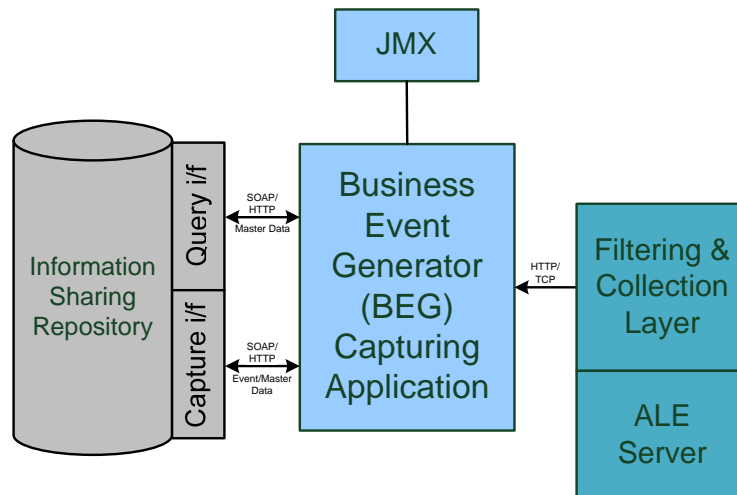 JMX
Information
Sharing
Repository
Query i/f
Capture i/f
SOAP/
HTTP
Master Data
SOAP/
HTTP
Event/Master
Data
Business
Event
Generator
(BEG)
Capturing
Application
HTTP/
TCP
Filtering &
Collection
Layer
ALE
Server